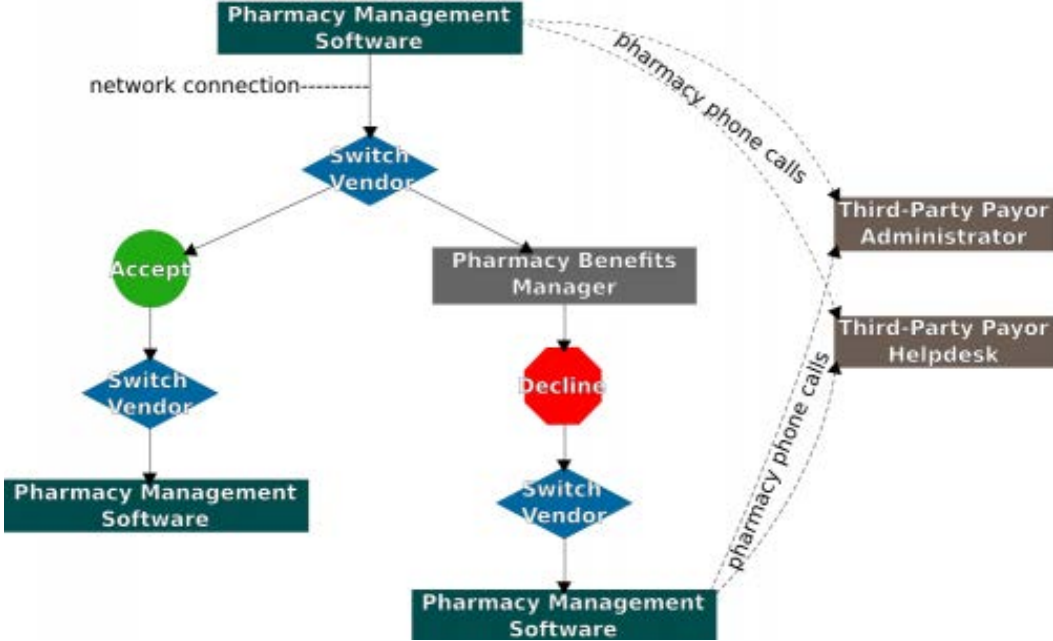 Pharmacy Management
Software
pharmacy phone calls
network connection
Switch
Vendor
Third-Party Payor
Administrator
Accept
Pharmacy Benefits
Manager
Third-Party Payor
Helpdesk
Switch
Vendor
Decline
pharmacy phone calls
Pharmacy Management
Software
Switch
Vendor
Pharmacy Management
Software